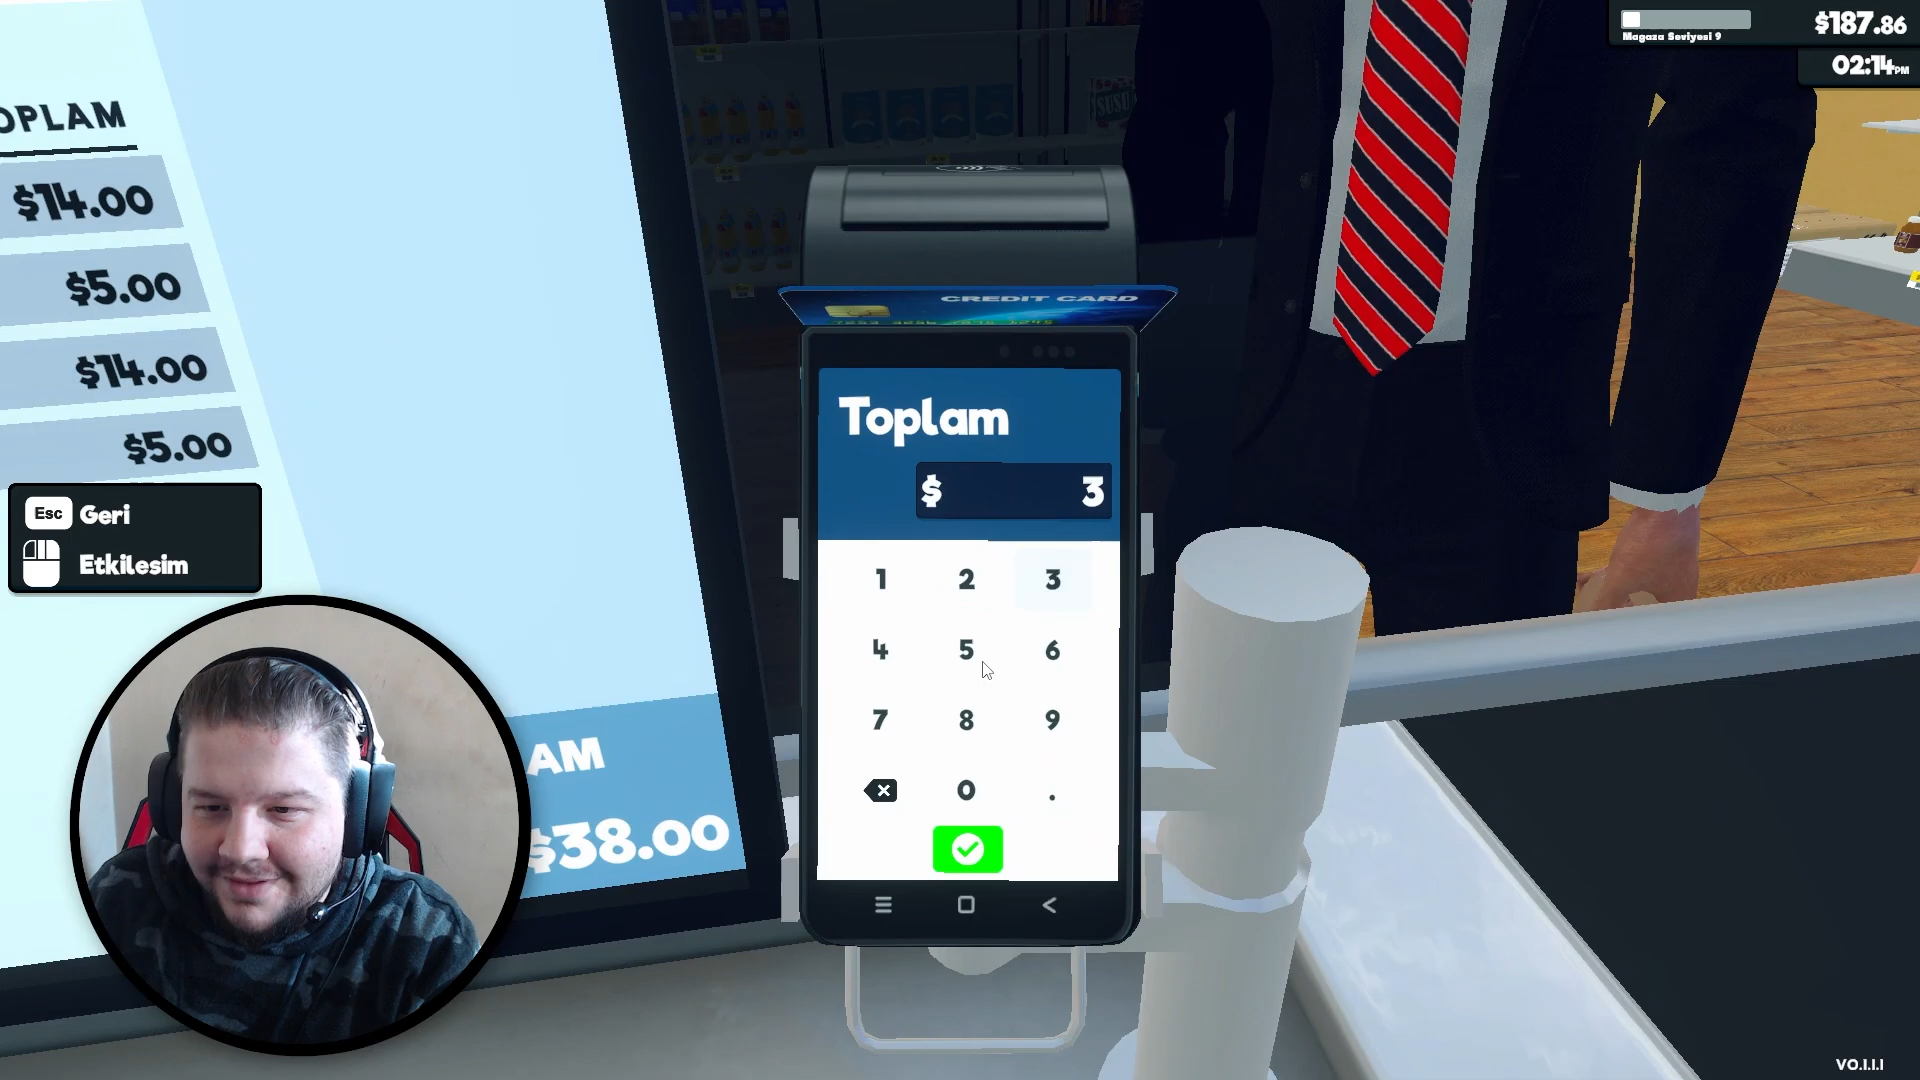 $187.86
Magaza Seviyesi 9
02:14PM
OPLAM
$14.00
$5.00
$14.00
$5.00
Esc Geri
Etkilesim
AM
$38.00
CREDIT CARD
Toplam
$ 3
1 2 3
4 5 6
7 8 9
0 .
SUSU
V0.1.1.1